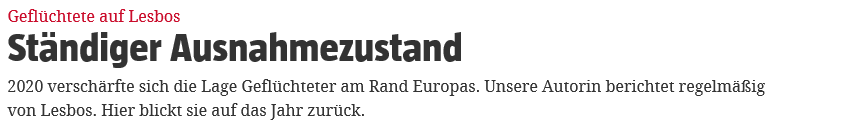 Geflüchtete auf Lesbos
Ständiger Ausnahmezustand
2020 verschärfte sich die Lage Geflüchteter am Rand Europas. Unsere Autorin berichtet regelmäßig
von Lesbos. Hier blickt sie auf das Jahr zurück.